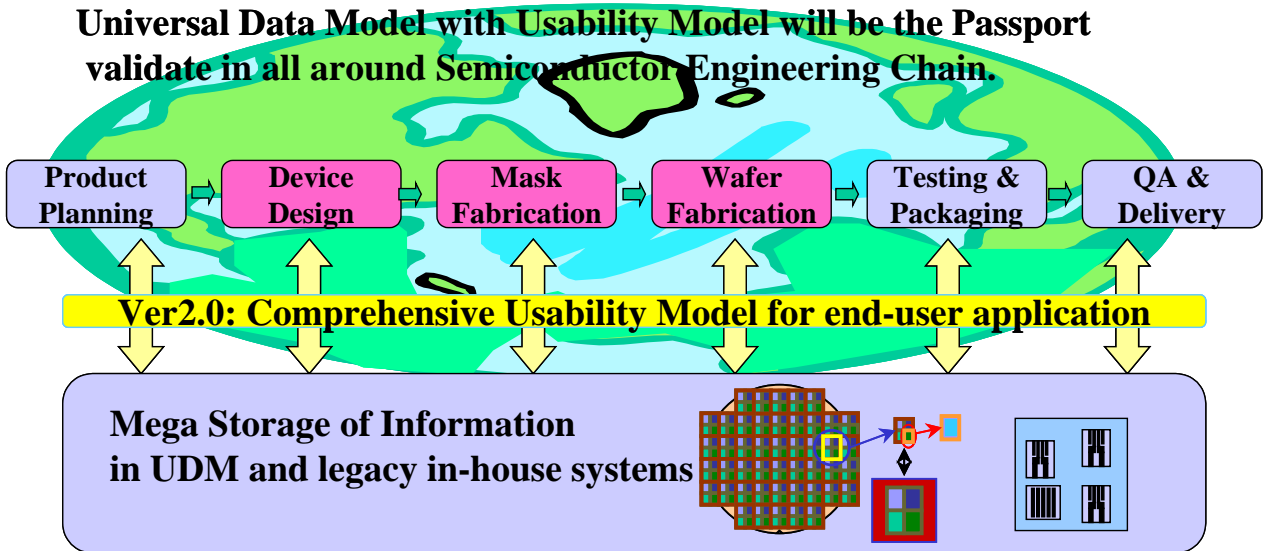 Universal Data Model with Usability Model will be the Passport
validate in all around Semiconductor Engineering Chain.
Product
Planning
Device
Design
Mask
Fabrication
Wafer
Fabrication
Testing &
Packaging
QA &
Delivery
Ver2.0: Comprehensive Usability Model for end-user application
Mega Storage of Information
in UDM and legacy in-house systems